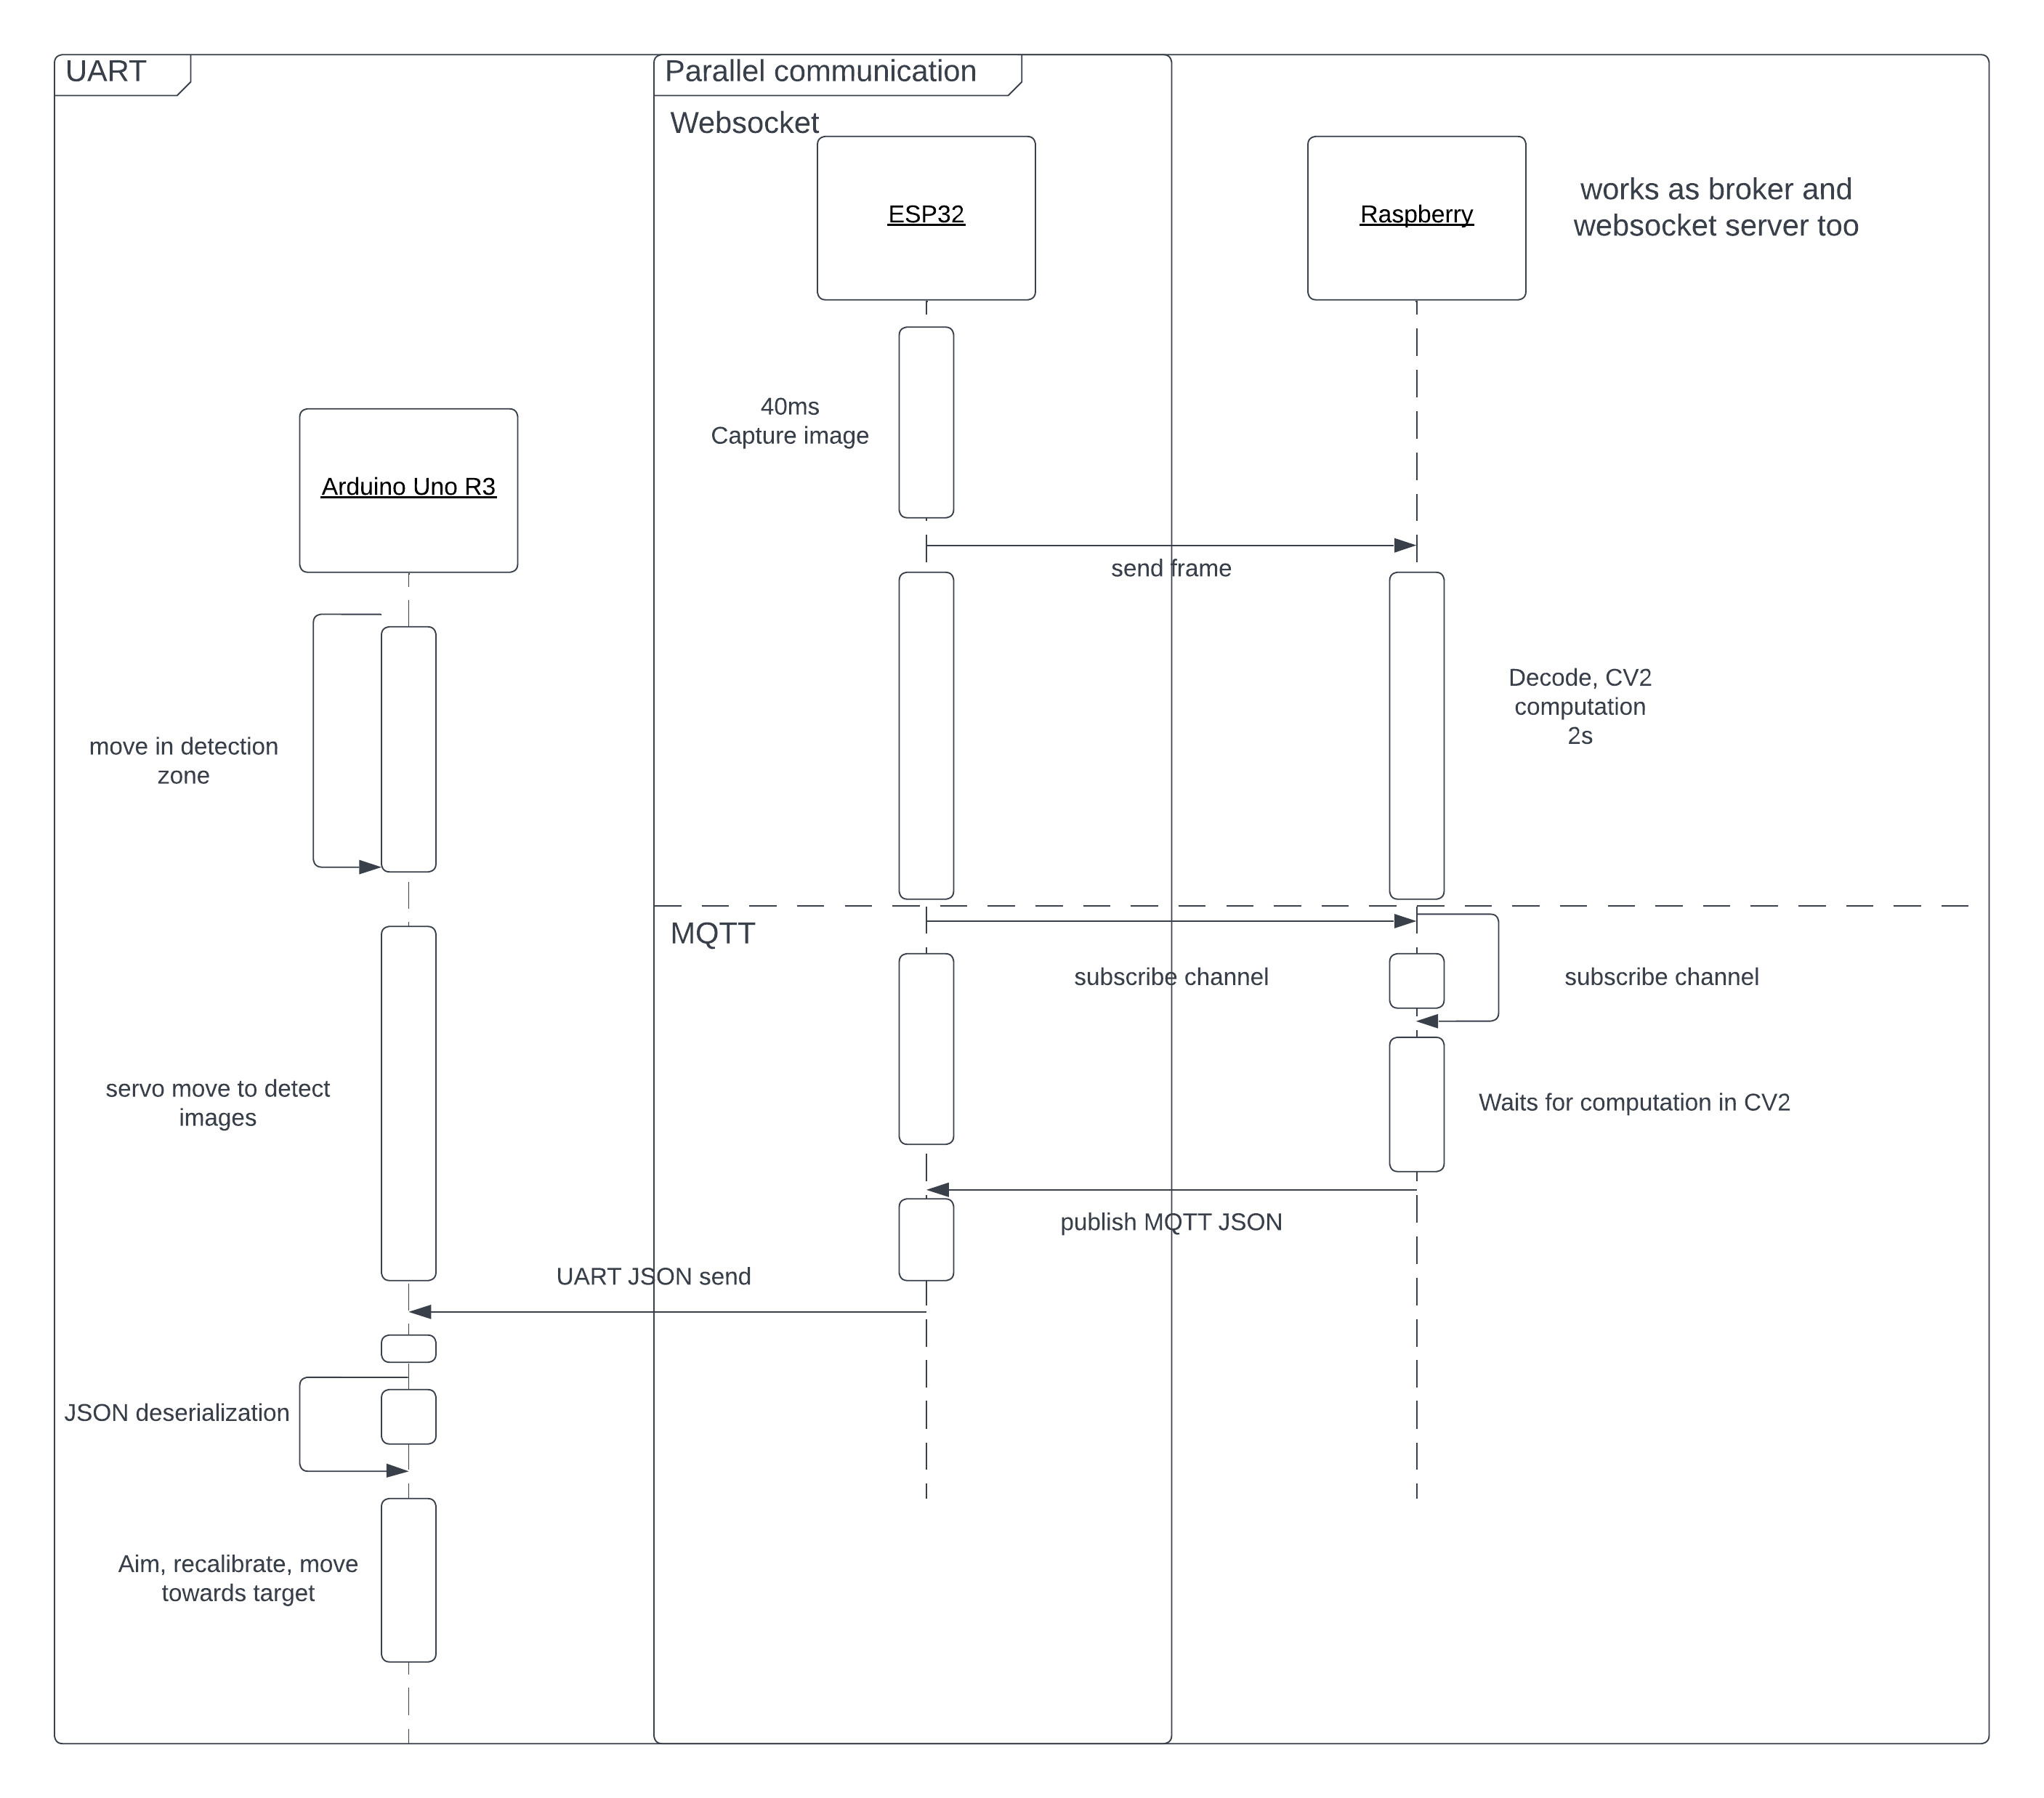 UART
Parallel communication
Websocket
ESP32
Raspberry
works as broker and
websocket server too
40ms
Capture image
Arduino Uno R3
send frame
Decode, CV2
computation
2s
move in detection
zone
MQTT
subscribe channel
subscribe channel
servo move to detect
images
Waits for computation in CV2
publish MQTT JSON
UART JSON send
JSON deserialization
Aim, recalibrate, move
towards target